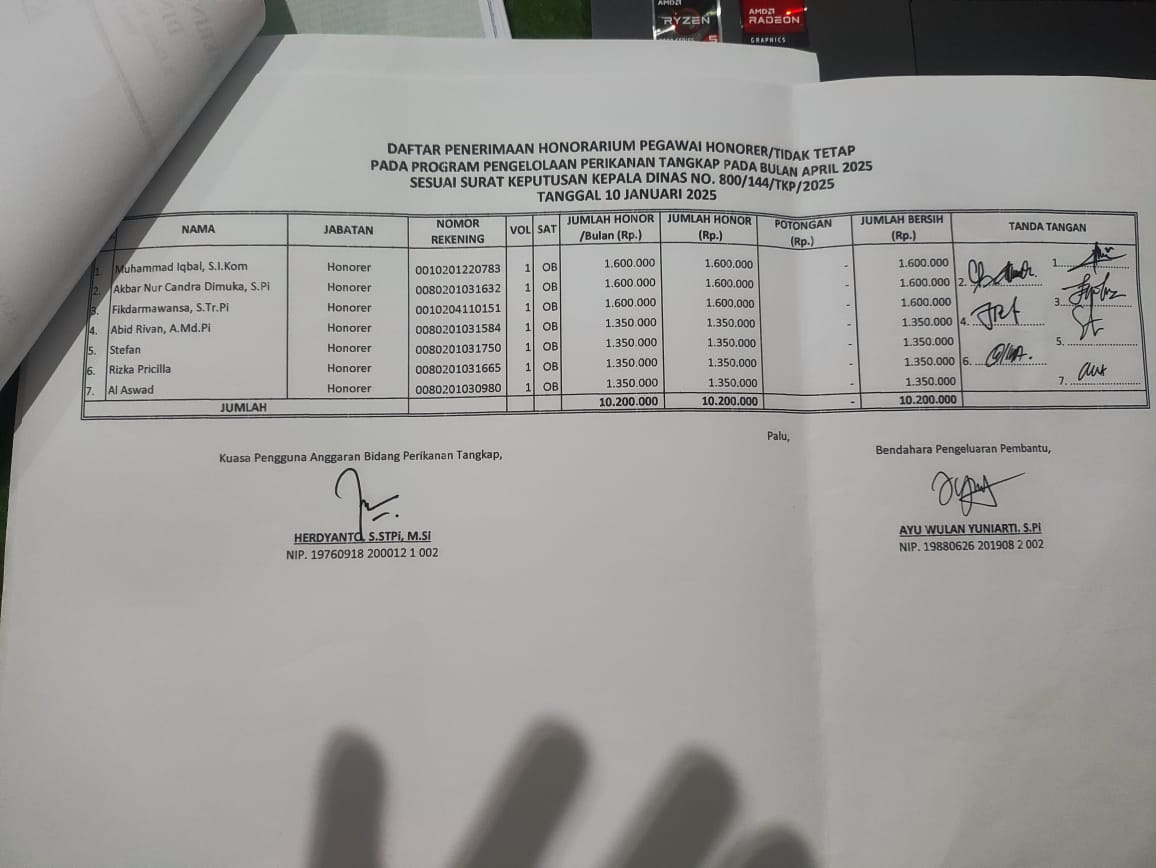 AMD
RYZEN
5
AMD
RADEON
GRAPHICS
DAFTAR PENERIMAAN HONORARIUM PEGAWAI HONORER/TIDAK TETAP
PADA PROGRAM PENGELOLAAN PERIKANAN TANGKAP PADA BULAN APRIL 2025
SESUAI SURAT KEPUTUSAN KEPALA DINAS NO. 800/144/TKP/2025
TANGGAL 10 JANUARI 2025
NAMA JABATAN NOMOR REKENING VOL SAT JUMLAH HONOR /Bulan (Rp.) JUMLAH HONOR (Rp.) POTONGAN (Rp.) JUMLAH BERSIH (Rp.) TANDA TANGAN
1. Muhammad Iqbal, S.I.Kom Honorer 0010201220783 1 OB 1.600.000 1.600.000 - 1.600.000 1.
2. Akbar Nur Candra Dimuka, S.Pi Honorer 0080201031632 1 OB 1.600.000 1.600.000 - 1.600.000 2.
3. Fikdarmawansa, S.Tr.Pi Honorer 0010204110151 1 OB 1.600.000 1.600.000 - 1.600.000 3.
4. Abid Rivan, A.Md.Pi Honorer 0080201031584 1 OB 1.350.000 1.350.000 - 1.350.000 4.
5. Stefan Honorer 0080201031750 1 OB 1.350.000 1.350.000 - 1.350.000 5.
6. Rizka Pricilla Honorer 0080201031665 1 OB 1.350.000 1.350.000 - 1.350.000 6.
7. Al Aswad Honorer 0080201030980 1 OB 1.350.000 1.350.000 - 1.350.000 7.
JUMLAH 10.200.000 10.200.000 - 10.200.000
Palu,
Kuasa Pengguna Anggaran Bidang Perikanan Tangkap, Bendahara Pengeluaran Pembantu,
HERDYANTO, S.STPi, M.Si AYU WULAN YUNIARTI, S.Pi
NIP. 19760918 200012 1 002 NIP. 19880626 201908 2 002